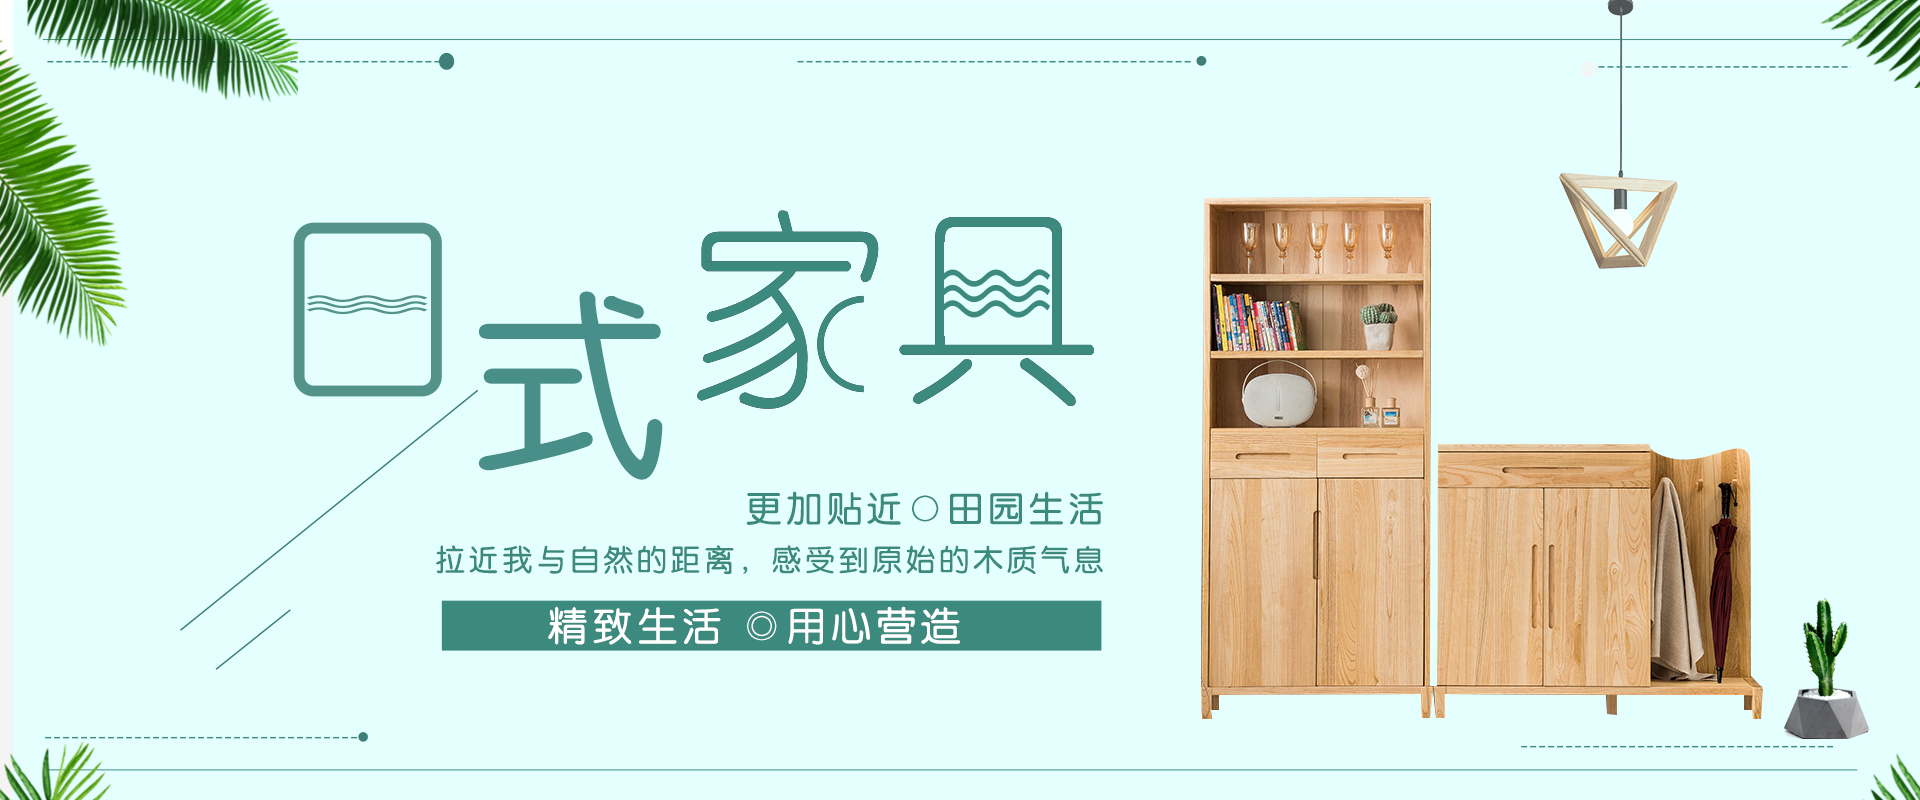 日式家具
更加贴近〇田园生活
拉近我与自然的距离，感受到原始的木质气息
精致生活 ◎用心营造